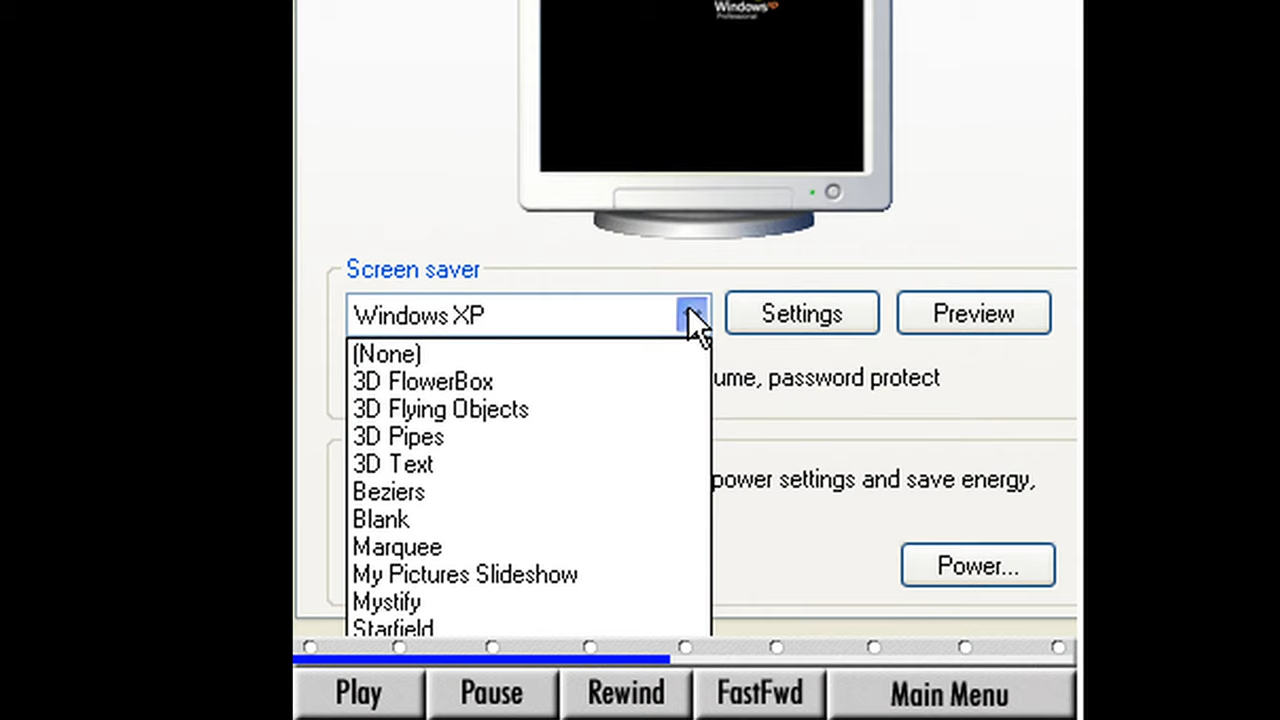 Windows xp
Professional
Screen saver
Windows XP
Settings
Preview
(None)
3D FlowerBox
ume, password protect
3D Flying Objects
3D Pipes
3D Text
power settings and save energy,
Beziers
Blank
Marquee
Power...
My Pictures Slideshow
Mystify
Starfield
Play
Pause
Rewind
FastFwd
Main Menu